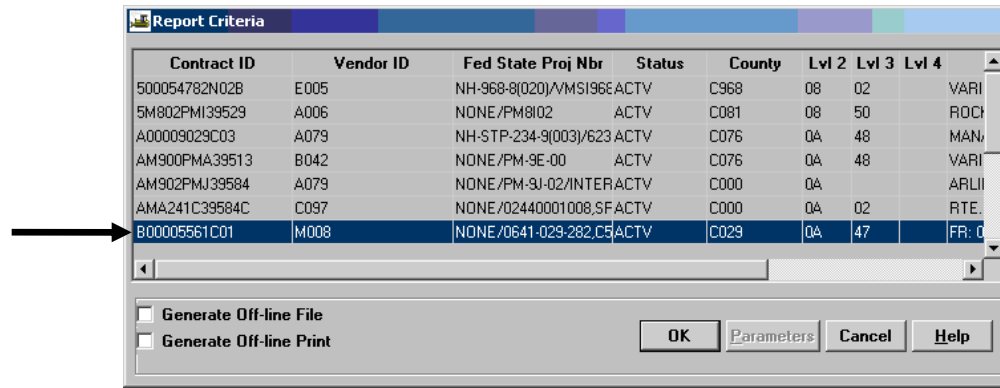 Report Criteria
Contract ID Vendor ID Fed State Proj Nbr Status County Lvl 2 Lvl 3 Lvl 4
500054782N02B E005 NH-968-8(020)/VMSI968 ACTV C968 08 02 VARI
5M802PMI39529 A006 NONE/PM8I02 ACTV C081 08 50 ROCK
A00009029C03 A079 NH-STP-234-9(003)/623 ACTV C076 0A 48 MAN
AM900PMA39513 B042 NONE/PM-9E-00 ACTV C076 0A 48 VARI
AM902PMJ39584 A079 NONE/PM-9J-02/INTER ACTV C000 0A ARLI
AMA241C39584C C097 NONE/02440001008,SF ACTV C000 0A 02 RTE.
B00005561C01 M008 NONE/0641-029-282,C5 ACTV C029 0A 47 FR: 0
Generate Off-line File
Generate Off-line Print
OK Parameters Cancel Help